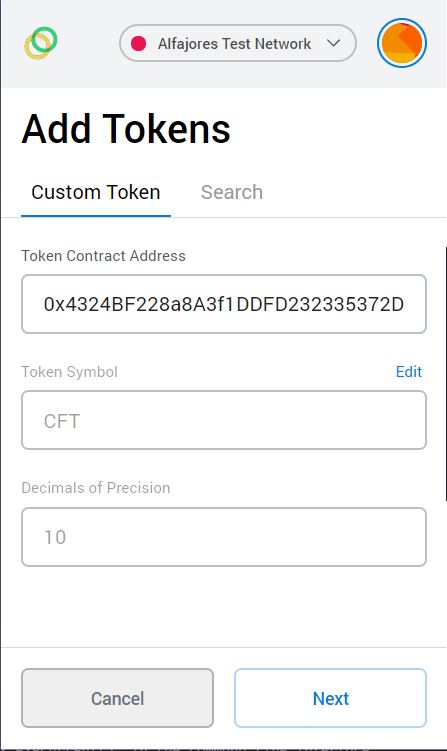 Alfajores Test Network
Add Tokens
Custom Token
Search
Token Contract Address
0x4324BF228a8A3f1DDFD232335372D
Token Symbol
Edit
CFT
Decimals of Precision
10
Cancel
Next